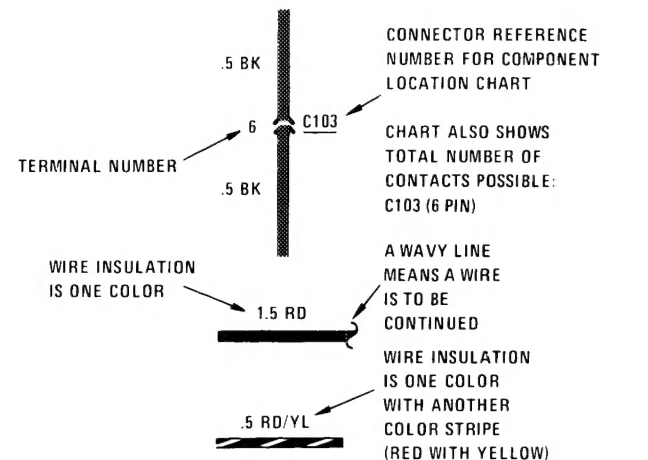 CONNECTOR REFERENCE
NUMBER FOR COMPONENT
LOCATION CHART
.5 BK
6
C103
TERMINAL NUMBER
CHART ALSO SHOWS
TOTAL NUMBER OF
CONTACTS POSSIBLE:
C103 (6 PIN)
.5 BK
WIRE INSULATION
IS ONE COLOR
1.5 RD
A WAVY LINE
MEANS A WIRE
IS TO BE
CONTINUED
.5 RD/YL
WIRE INSULATION
IS ONE COLOR
WITH ANOTHER
COLOR STRIPE
(RED WITH YELLOW)